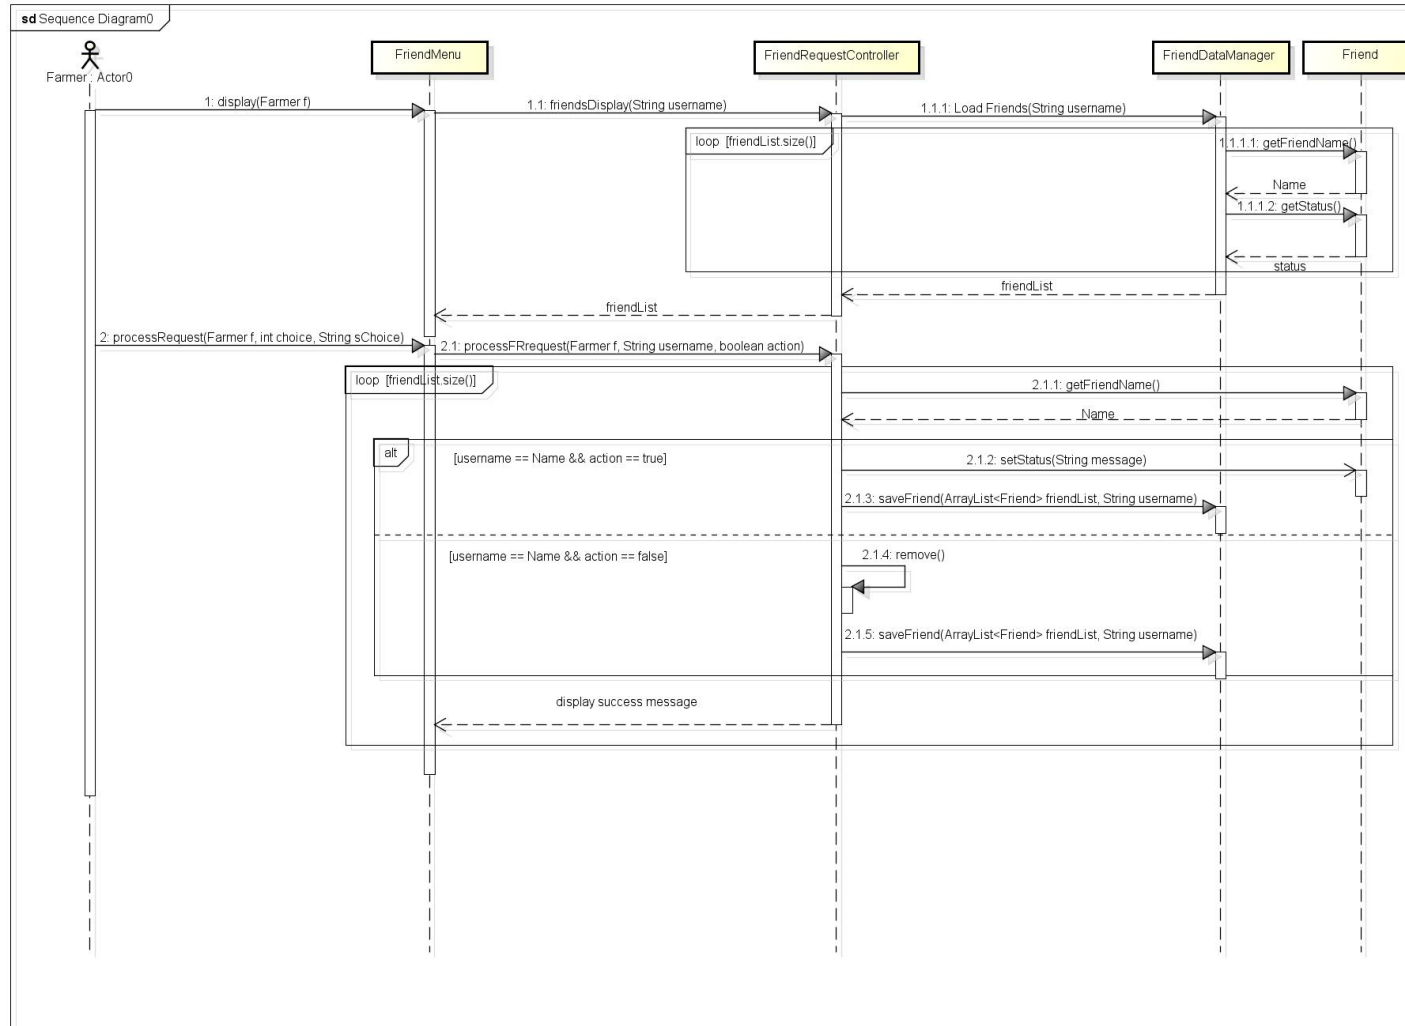 sd Sequence Diagram0
Farmer : Actor0
FriendMenu
FriendRequestController
FriendDataManager
Friend
1: display(Farmer f)
1.1: friendsDisplay(String username)
1.1.1: Load Friends(String username)
loop [friendList.size()]
1.1.1.1: getFriendName()
Name
1.1.1.2: getStatus()
status
friendList
friendList
2: processRequest(Farmer f, int choice, String sChoice)
2.1: processFRrequest(Farmer f, String username, boolean action)
loop [friendList.size()]
2.1.1: getFriendName()
Name
alt
[username == Name && action == true]
2.1.2: setStatus(String message)
2.1.3: saveFriend(ArrayList<Friend> friendList, String username)
[username == Name && action == false]
2.1.4: remove()
2.1.5: saveFriend(ArrayList<Friend> friendList, String username)
display success message